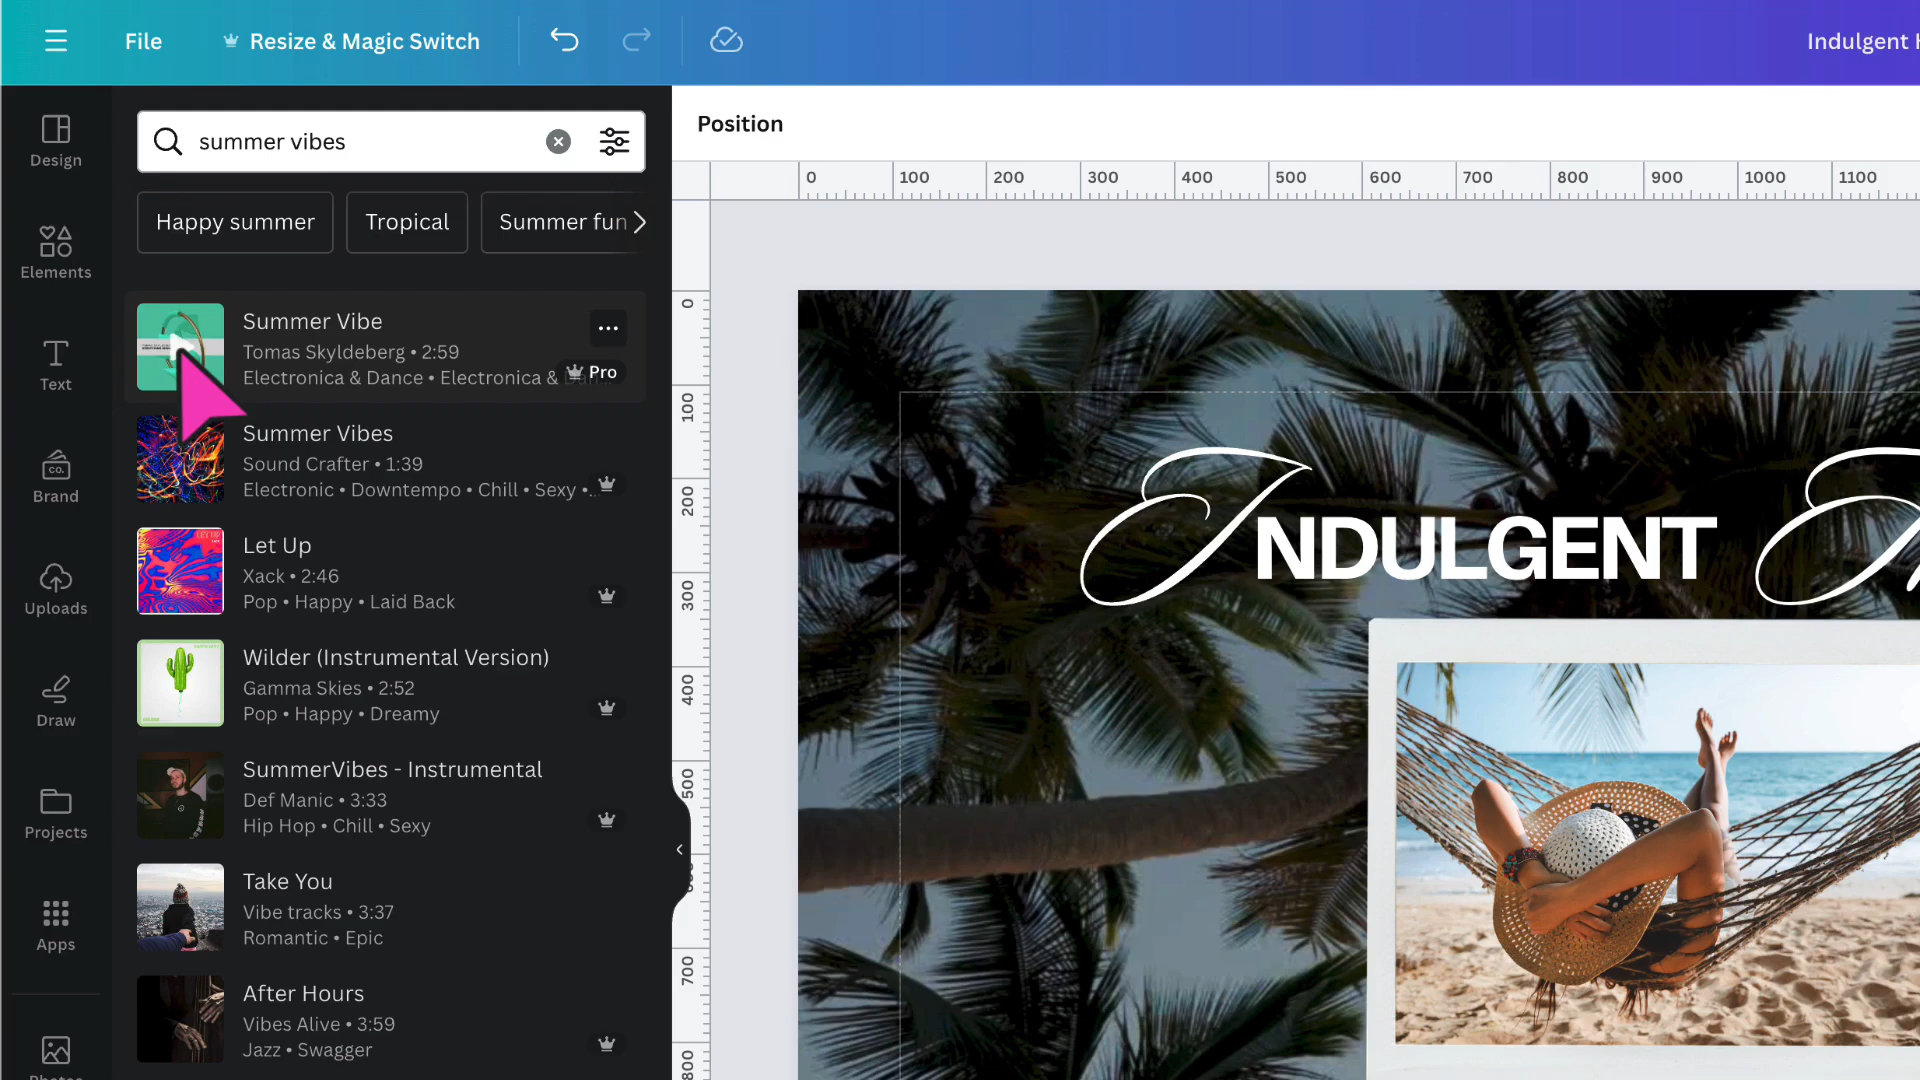 File
Resize & Magic Switch
Indulgent
Design
Elements
Text
co.
Brand
Uploads
Draw
Projects
Apps
summer vibes
Happy summer
Tropical
Summer fun
Summer Vibe
Tomas Skyldeberg • 2:59
Electronica & Dance • Electronica &
Pro
Summer Vibes
Sound Crafter • 1:39
Electronic • Downtempo • Chill • Sexy •..
Let Up
Xack • 2:46
Pop • Happy • Laid Back
Wilder (Instrumental Version)
Gamma Skies • 2:52
Pop • Happy • Dreamy
SummerVibes - Instrumental
Def Manic • 3:33
Hip Hop • Chill • Sexy
Take You
Vibe tracks • 3:37
Romantic • Epic
After Hours
Vibes Alive • 3:59
Jazz • Swagger
Position
0 100 200 300 400 500 600 700 800 900 1000 1100
0
100
200
300
400
500
700
800
INDULGENT